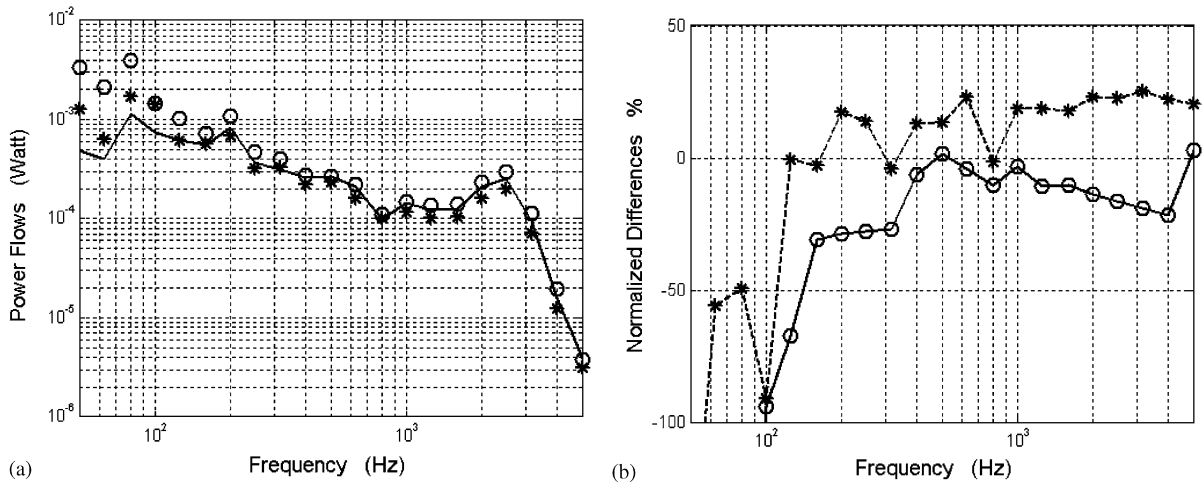 10^-2
10^-3
10^-4
10^-5
10^-6
Power Flows (Watt)
10^2
10^3
Frequency (Hz)
(a)
50
25
0
-50
-100
Normalized Differences %
10^2
10^3
Frequency (Hz)
(b)